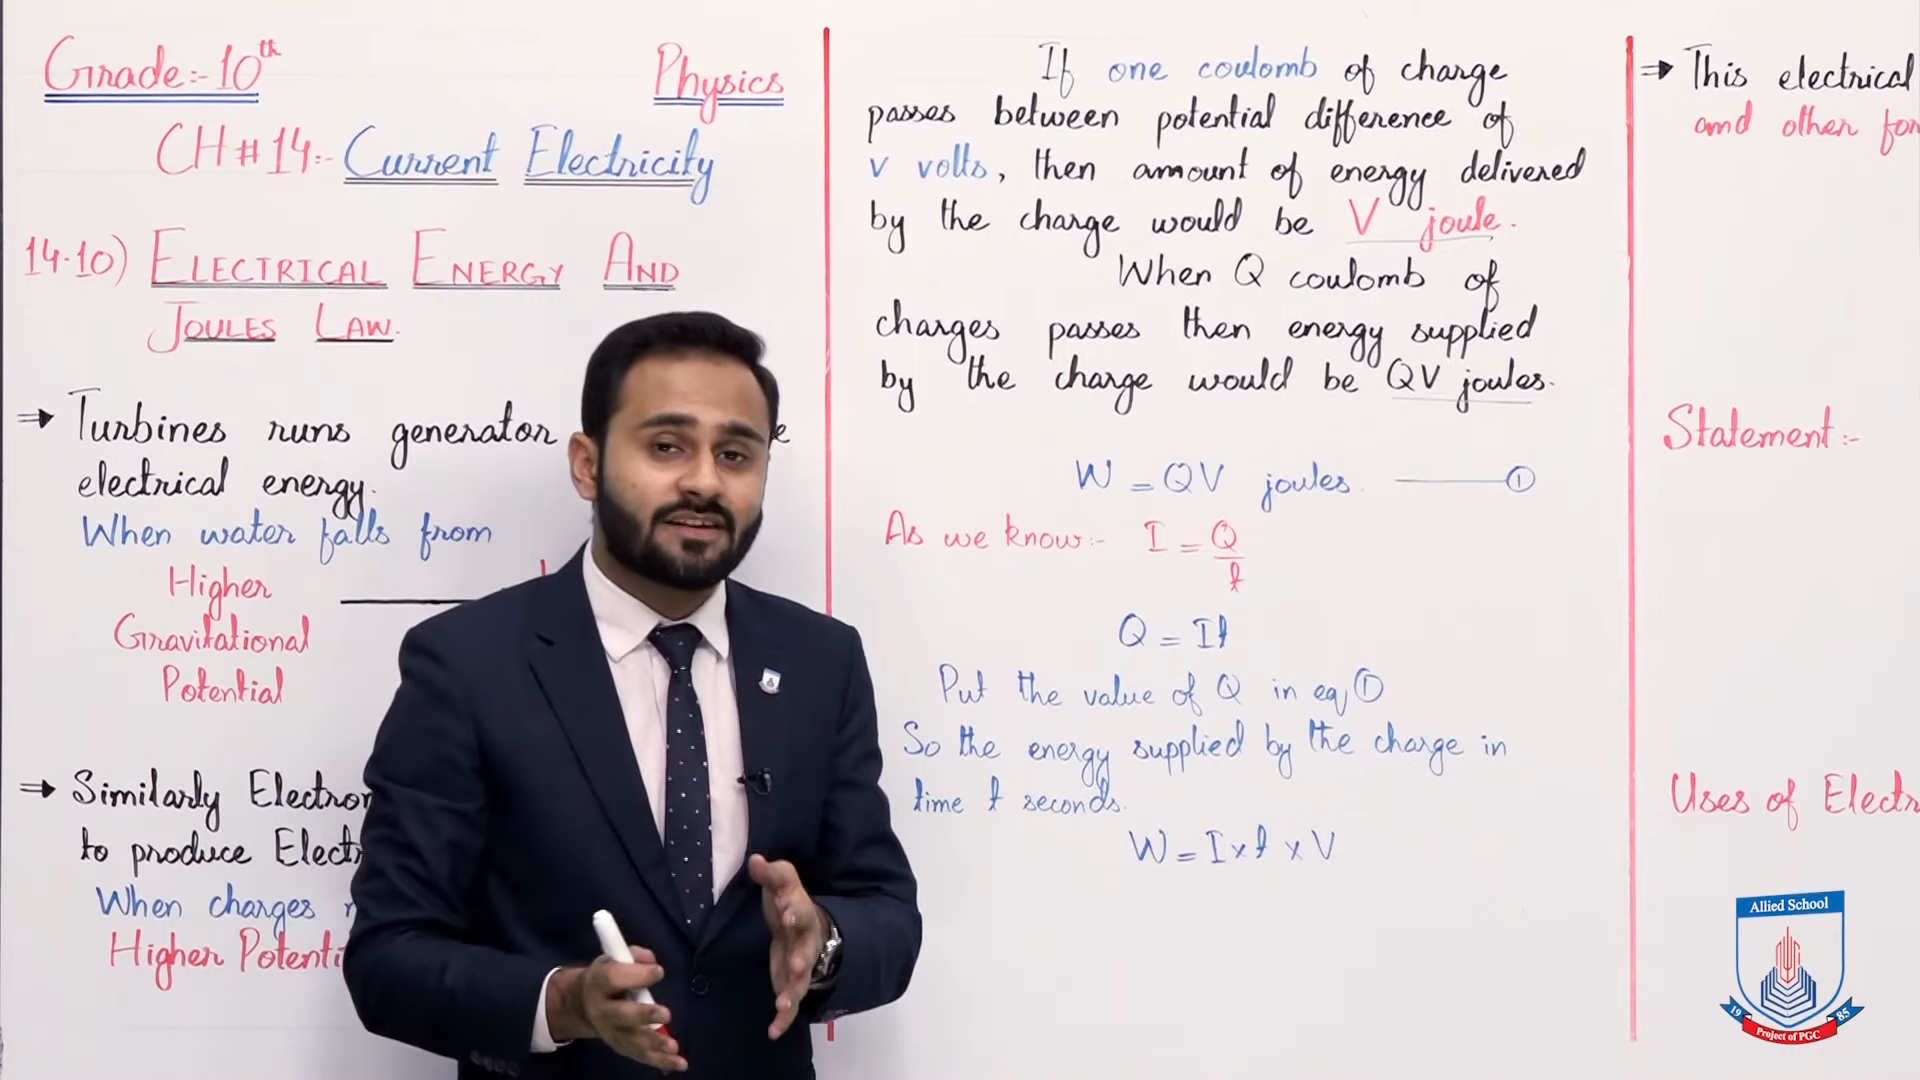 Grade:- 10th
Physics
CH # 14:- Current Electricity
14.10) ELECTRICAL ENERGY AND
JOULES LAW.
⇒ Turbines runs generator
electrical energy.
When water falls from
Higher
Gravitational
Potential
⇒ Similarly
to produce
When charges
Higher
If one coulomb of charge
passes between potential difference of
v volts, then amount of energy delivered
by the charge would be V joule.
When Q coulomb of
charges passes then energy supplied
by the charge would be QV joules.
W = QV joules. ——— ①
As we know:- I = Q
t
Q = It
Put the value of Q in eq ①
So the energy supplied by the charge in
time t seconds.
W = I x t x V
⇒ This electrical
and other
Statement:-
Uses of
Allied School
19 85
Project of PGC